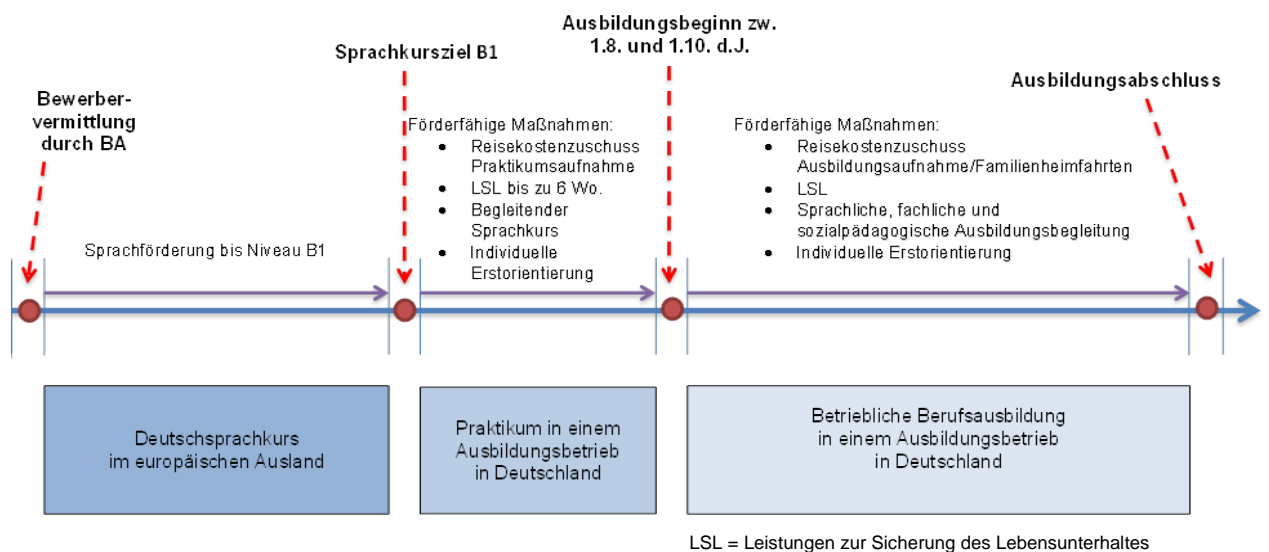 Bewerber-
vermittlung
durch BA
Sprachkursziel B1
Ausbildungsbeginn zw.
1.8. und 1.10. d.J.
Ausbildungsabschluss
Sprachförderung bis Niveau B1
Förderfähige Maßnahmen:
• Reisekostenzuschuss
Praktikumsaufnahme
• LSL bis zu 6 Wo.
• Begleitender
Sprachkurs
• Individuelle
Erstorientierung
Förderfähige Maßnahmen:
• Reisekostenzuschuss
Ausbildungsaufnahme/Familienheimfahrten
• LSL
• Sprachliche, fachliche und
sozialpädagogische Ausbildungsbegleitung
• Individuelle Erstorientierung
Deutschsprachkurs
im europäischen Ausland
Praktikum in einem
Ausbildungsbetrieb
in Deutschland
Betriebliche Berufsausbildung
in einem Ausbildungsbetrieb
in Deutschland
LSL = Leistungen zur Sicherung des Lebensunterhaltes